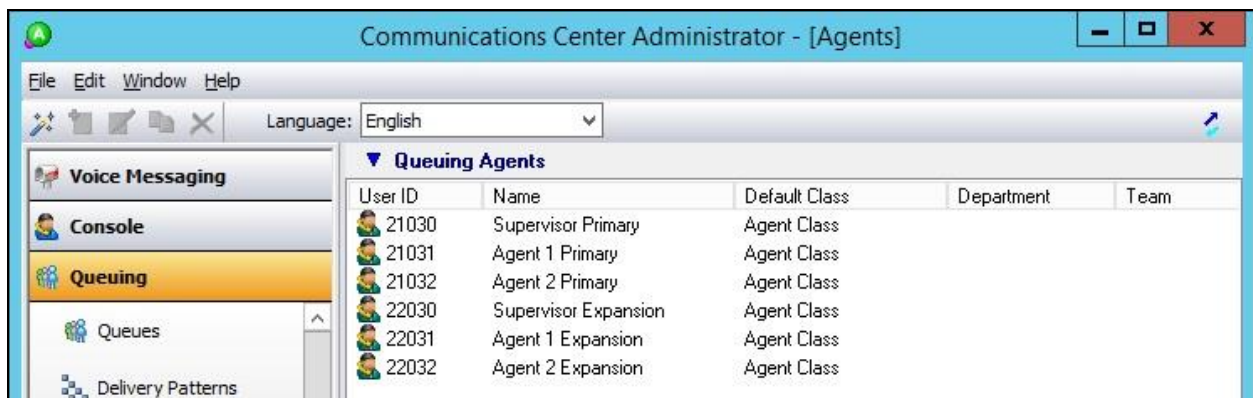 Communications Center Administrator - [Agents]
File Edit Window Help
Language: English
Voice Messaging
Console
Queuing
Queues
Delivery Patterns
Queuing Agents
User ID Name Default Class Department Team
21030 Supervisor Primary Agent Class
21031 Agent 1 Primary Agent Class
21032 Agent 2 Primary Agent Class
22030 Supervisor Expansion Agent Class
22031 Agent 1 Expansion Agent Class
22032 Agent 2 Expansion Agent Class